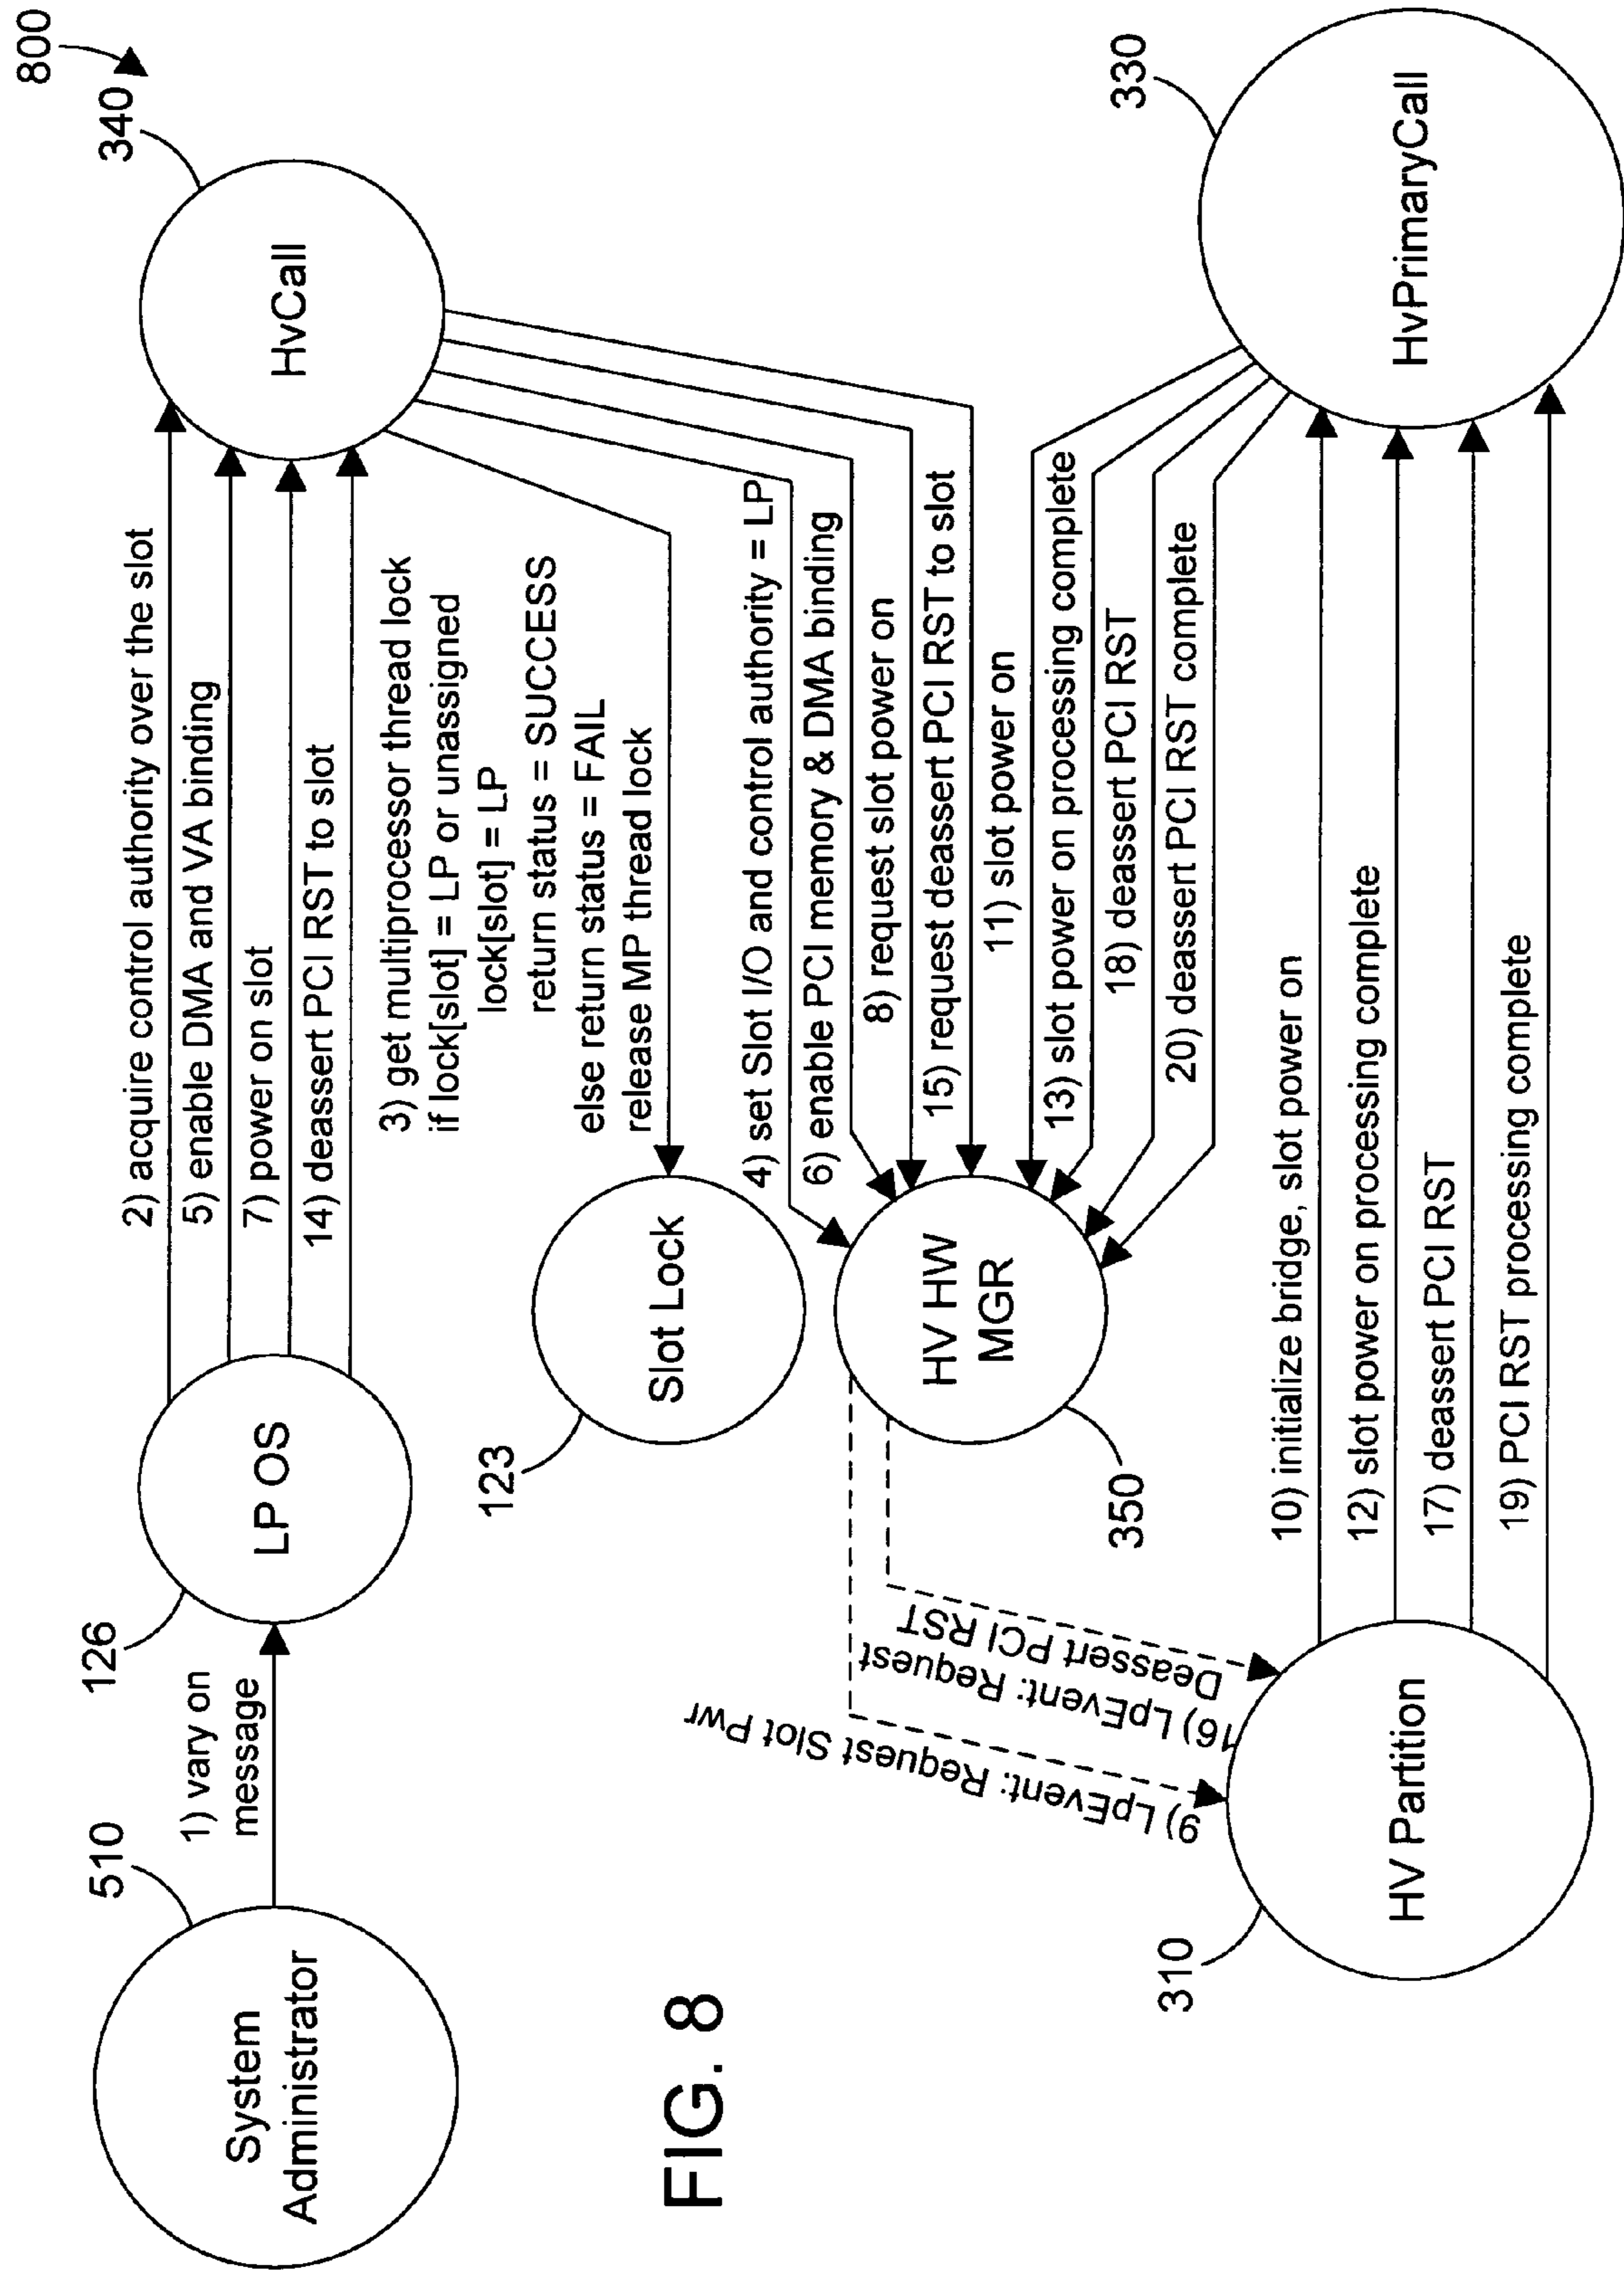 800
340
HvCall
2) acquire control authority over the slot
5) enable DMA and VA binding
7) power on slot
14) deassert PCI RST to slot
126
LP OS
1) vary on
message
510
System
Administrator
3) get multiprocessor thread lock
if lock[slot] = LP or unassigned
lock[slot] = LP
return status = SUCCESS
else return status = FAIL
release MP thread lock
123
Slot Lock
4) set Slot I/O and control authority = LP
6) enable PCI memory & DMA binding
8) request slot power on
15) request deassert PCI RST to slot
HV HW
MGR
350
11) slot power on
13) slot power on processing complete
18) deassert PCI RST
20) deassert PCI RST complete
330
HvPrimaryCall
9) LpEvent: Request Slot Pwr
16) LpEvent: Request
Deassert PCI RST
10) initialize bridge, slot power on
12) slot power on processing complete
17) deassert PCI RST
19) PCI RST processing complete
310
HV Partition
FIG. 8